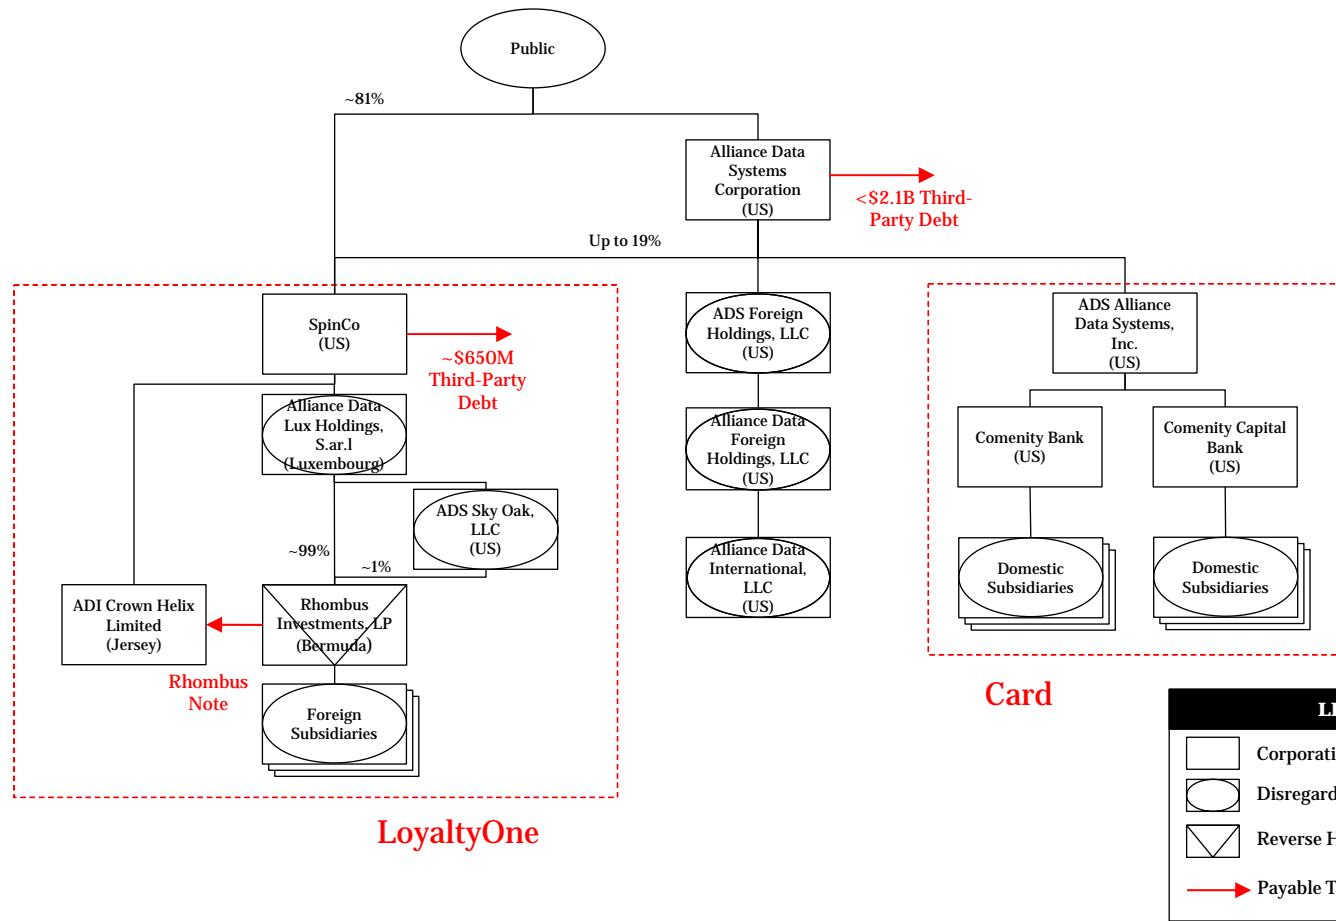 Public
~81%
Alliance Data
Systems
Corporation
(US)
<$2.1B Third-
Party Debt
Up to 19%
SpinCo
(US)
~$650M
Third-Party
Debt
ADS Foreign
Holdings, LLC
(US)
ADS Alliance
Data Systems,
Inc.
(US)
Alliance Data
Lux Holdings,
S.ar.l
(Luxembourg)
Alliance Data
Foreign
Holdings, LLC
(US)
Comenity Bank
(US)
Comenity Capital
Bank
(US)
ADS Sky Oak,
LLC
(US)
~99%
~1%
Alliance Data
International,
LLC
(US)
Domestic
Subsidiaries
Domestic
Subsidiaries
ADI Crown Helix
Limited
(Jersey)
Rhombus
Investments, LP
(Bermuda)
Rhombus
Note
Foreign
Subsidiaries
LoyaltyOne
Card
Payable T